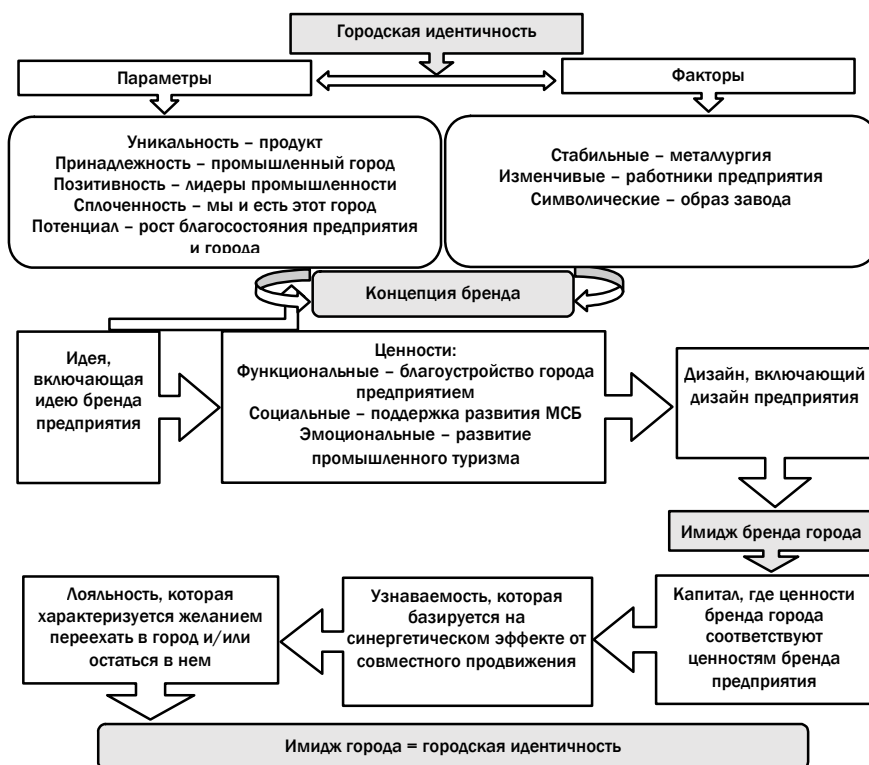 Городская идентичность
Параметры
Факторы
Уникальность – продукт
Принадлежность – промышленный город
Позитивность – лидеры промышленности
Сплоченность – мы и есть этот город
Потенциал – рост благосостояния предприятия
и города
Стабильные – металлургия
Изменчивые – работники предприятия
Символические – образ завода
Концепция бренда
Идея,
включающая
идею бренда
предприятия
Ценности:
Функциональные – благоустройство города
предприятием
Социальные – поддержка развития МСБ
Эмоциональные – развитие
промышленного туризма
Дизайн, включающий
дизайн предприятия
Имидж бренда города
Капитал, где ценности
бренда города
соответствуют
ценностям бренда
предприятия
Узнаваемость, которая
базируется на
синергетическом эффекте от
совместного продвижения
Лояльность, которая
характеризуется желанием
переехать в город и/или
остаться в нем
Имидж города = городская идентичность